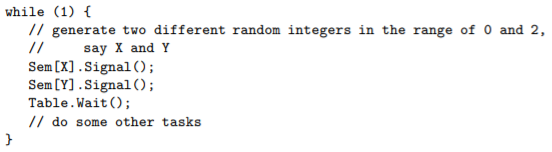 while (1) {
// generate two different random integers in the range of 0 and 2,
// say X and Y
Sem[X].Signal();
Sem[Y].Signal();
Table.Wait();
// do some other tasks
}